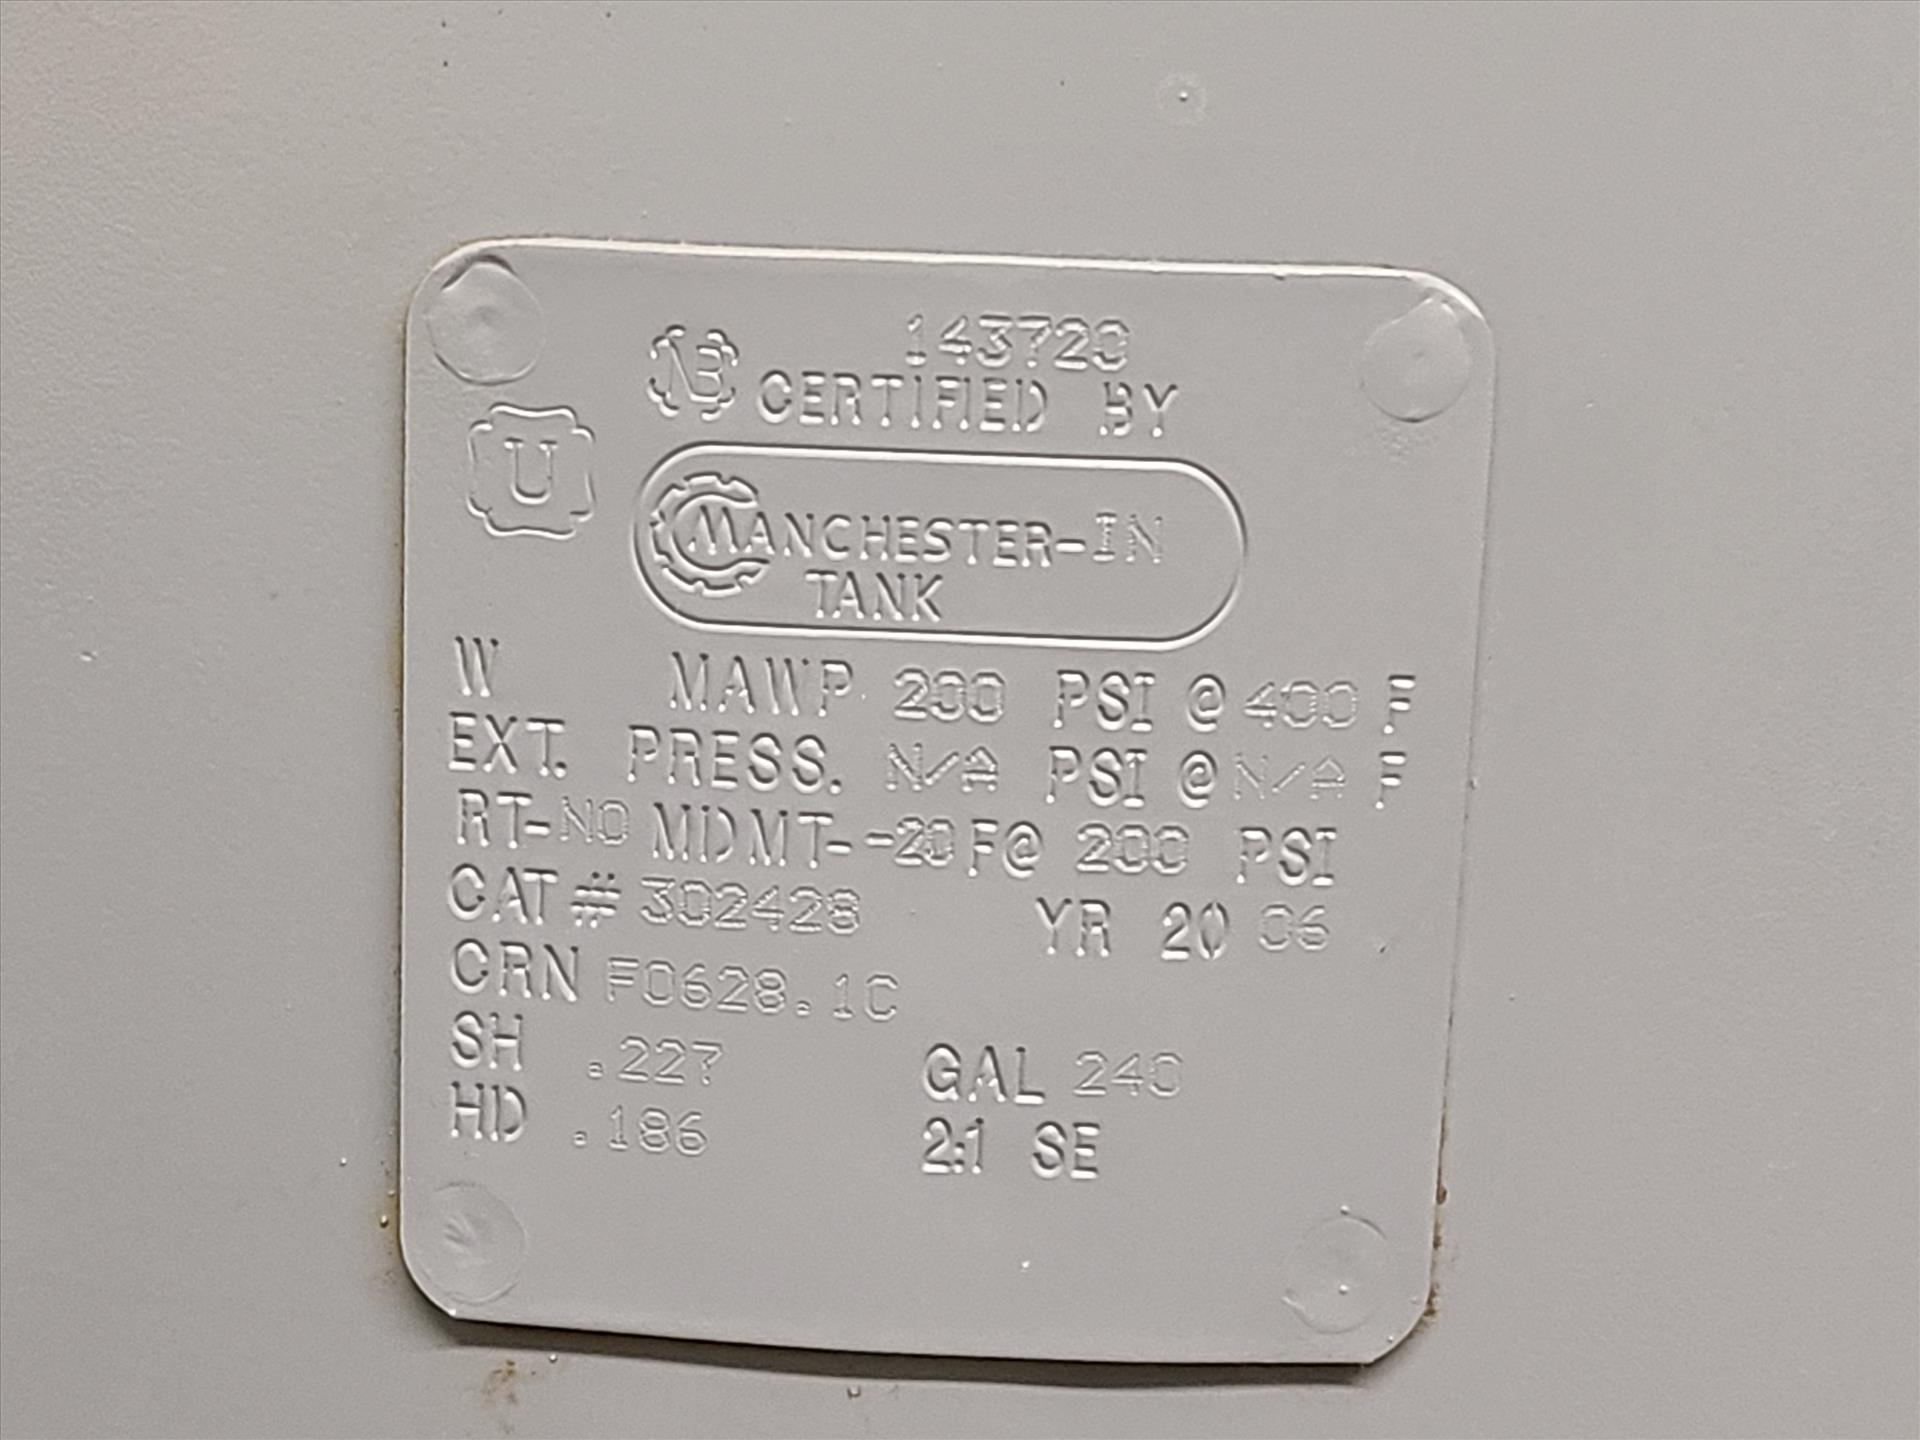 143720
NB CERTIFIED BY
U
MANCHESTER-IN
TANK
W MAWP 200 PSI @ 400 F
EXT. PRESS. N/A PSI @ N/A F
RT-NO MDMT--20 F@ 200 PSI
CAT # 302428 YR 20 06
CRN F0628.1C
SH .227 GAL 240
HD .186 2:1 SE